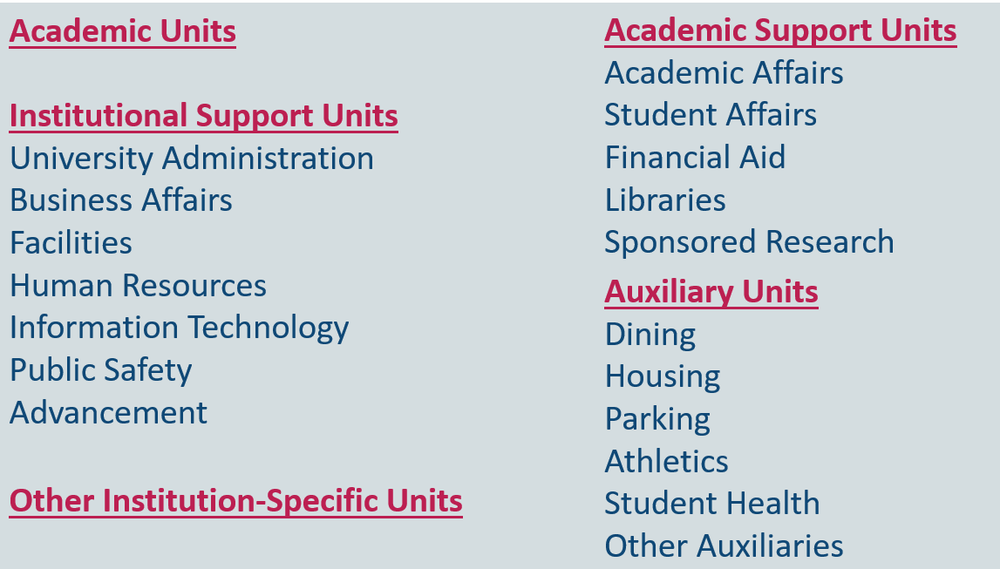 Academic Units
Institutional Support Units
University Administration
Business Affairs
Facilities
Human Resources
Information Technology
Public Safety
Advancement
Other Institution-Specific Units
Academic Support Units
Academic Affairs
Student Affairs
Financial Aid
Libraries
Sponsored Research
Auxiliary Units
Dining
Housing
Parking
Athletics
Student Health
Other Auxiliaries